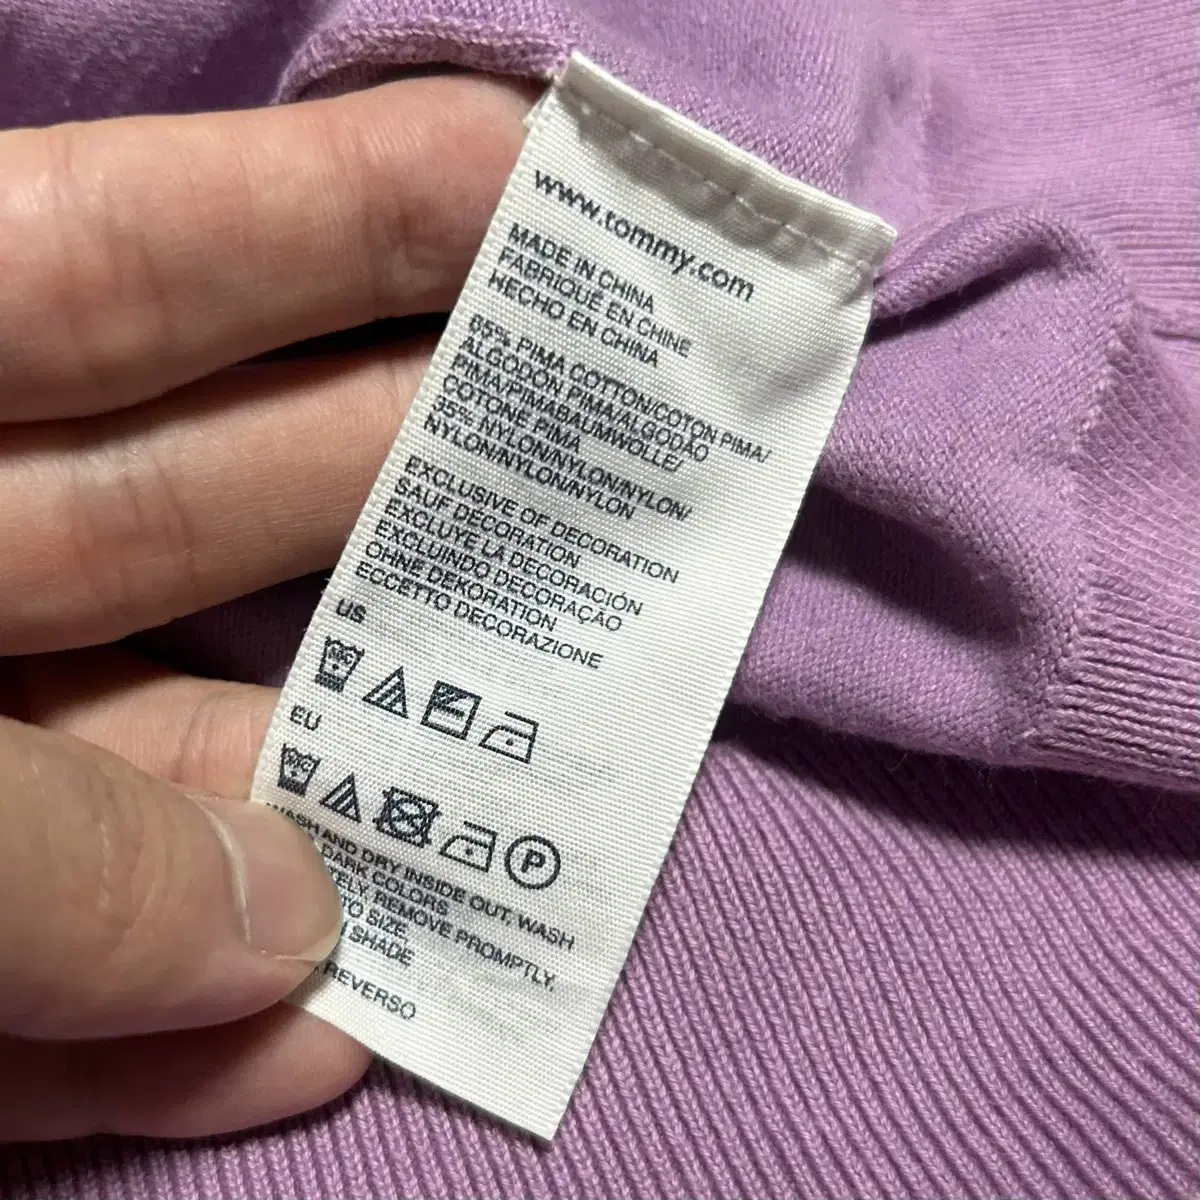 www.tommy.com
MADE IN CHINA
FABRIQUÉ EN CHINE
HECHO EN CHINA
65% PIMA COTTON/COTON PIMA/
ALGODÓN PIMA/ALGODÃO
PIMA/PIMABAUMWOLLE/
COTONE PIMA
35% NYLON/NYLON/NYLON/
NYLON/NYLON/NYLON
EXCLUSIVE OF DECORATION
SAUF DÉCORATION
EXCLUYE LA DECORACIÓN
EXCLUINDO DECORAÇÃO
OHNE DEKORATION
ECCETTO DECORAZIONE
US
EU
P
WASH AND DRY INSIDE OUT, WASH
DARK COLORS
REMOVE PROMPTLY.
TO SIZE
SHADE
REVERSO